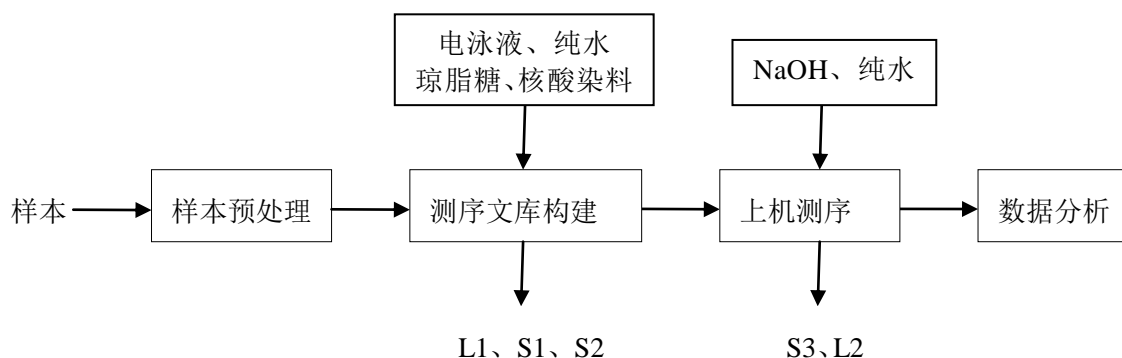 电泳液、纯水
琼脂糖、核酸染料
NaOH、纯水
样本
样本预处理
测序文库构建
上机测序
数据分析
L1、S1、S2
S3、L2